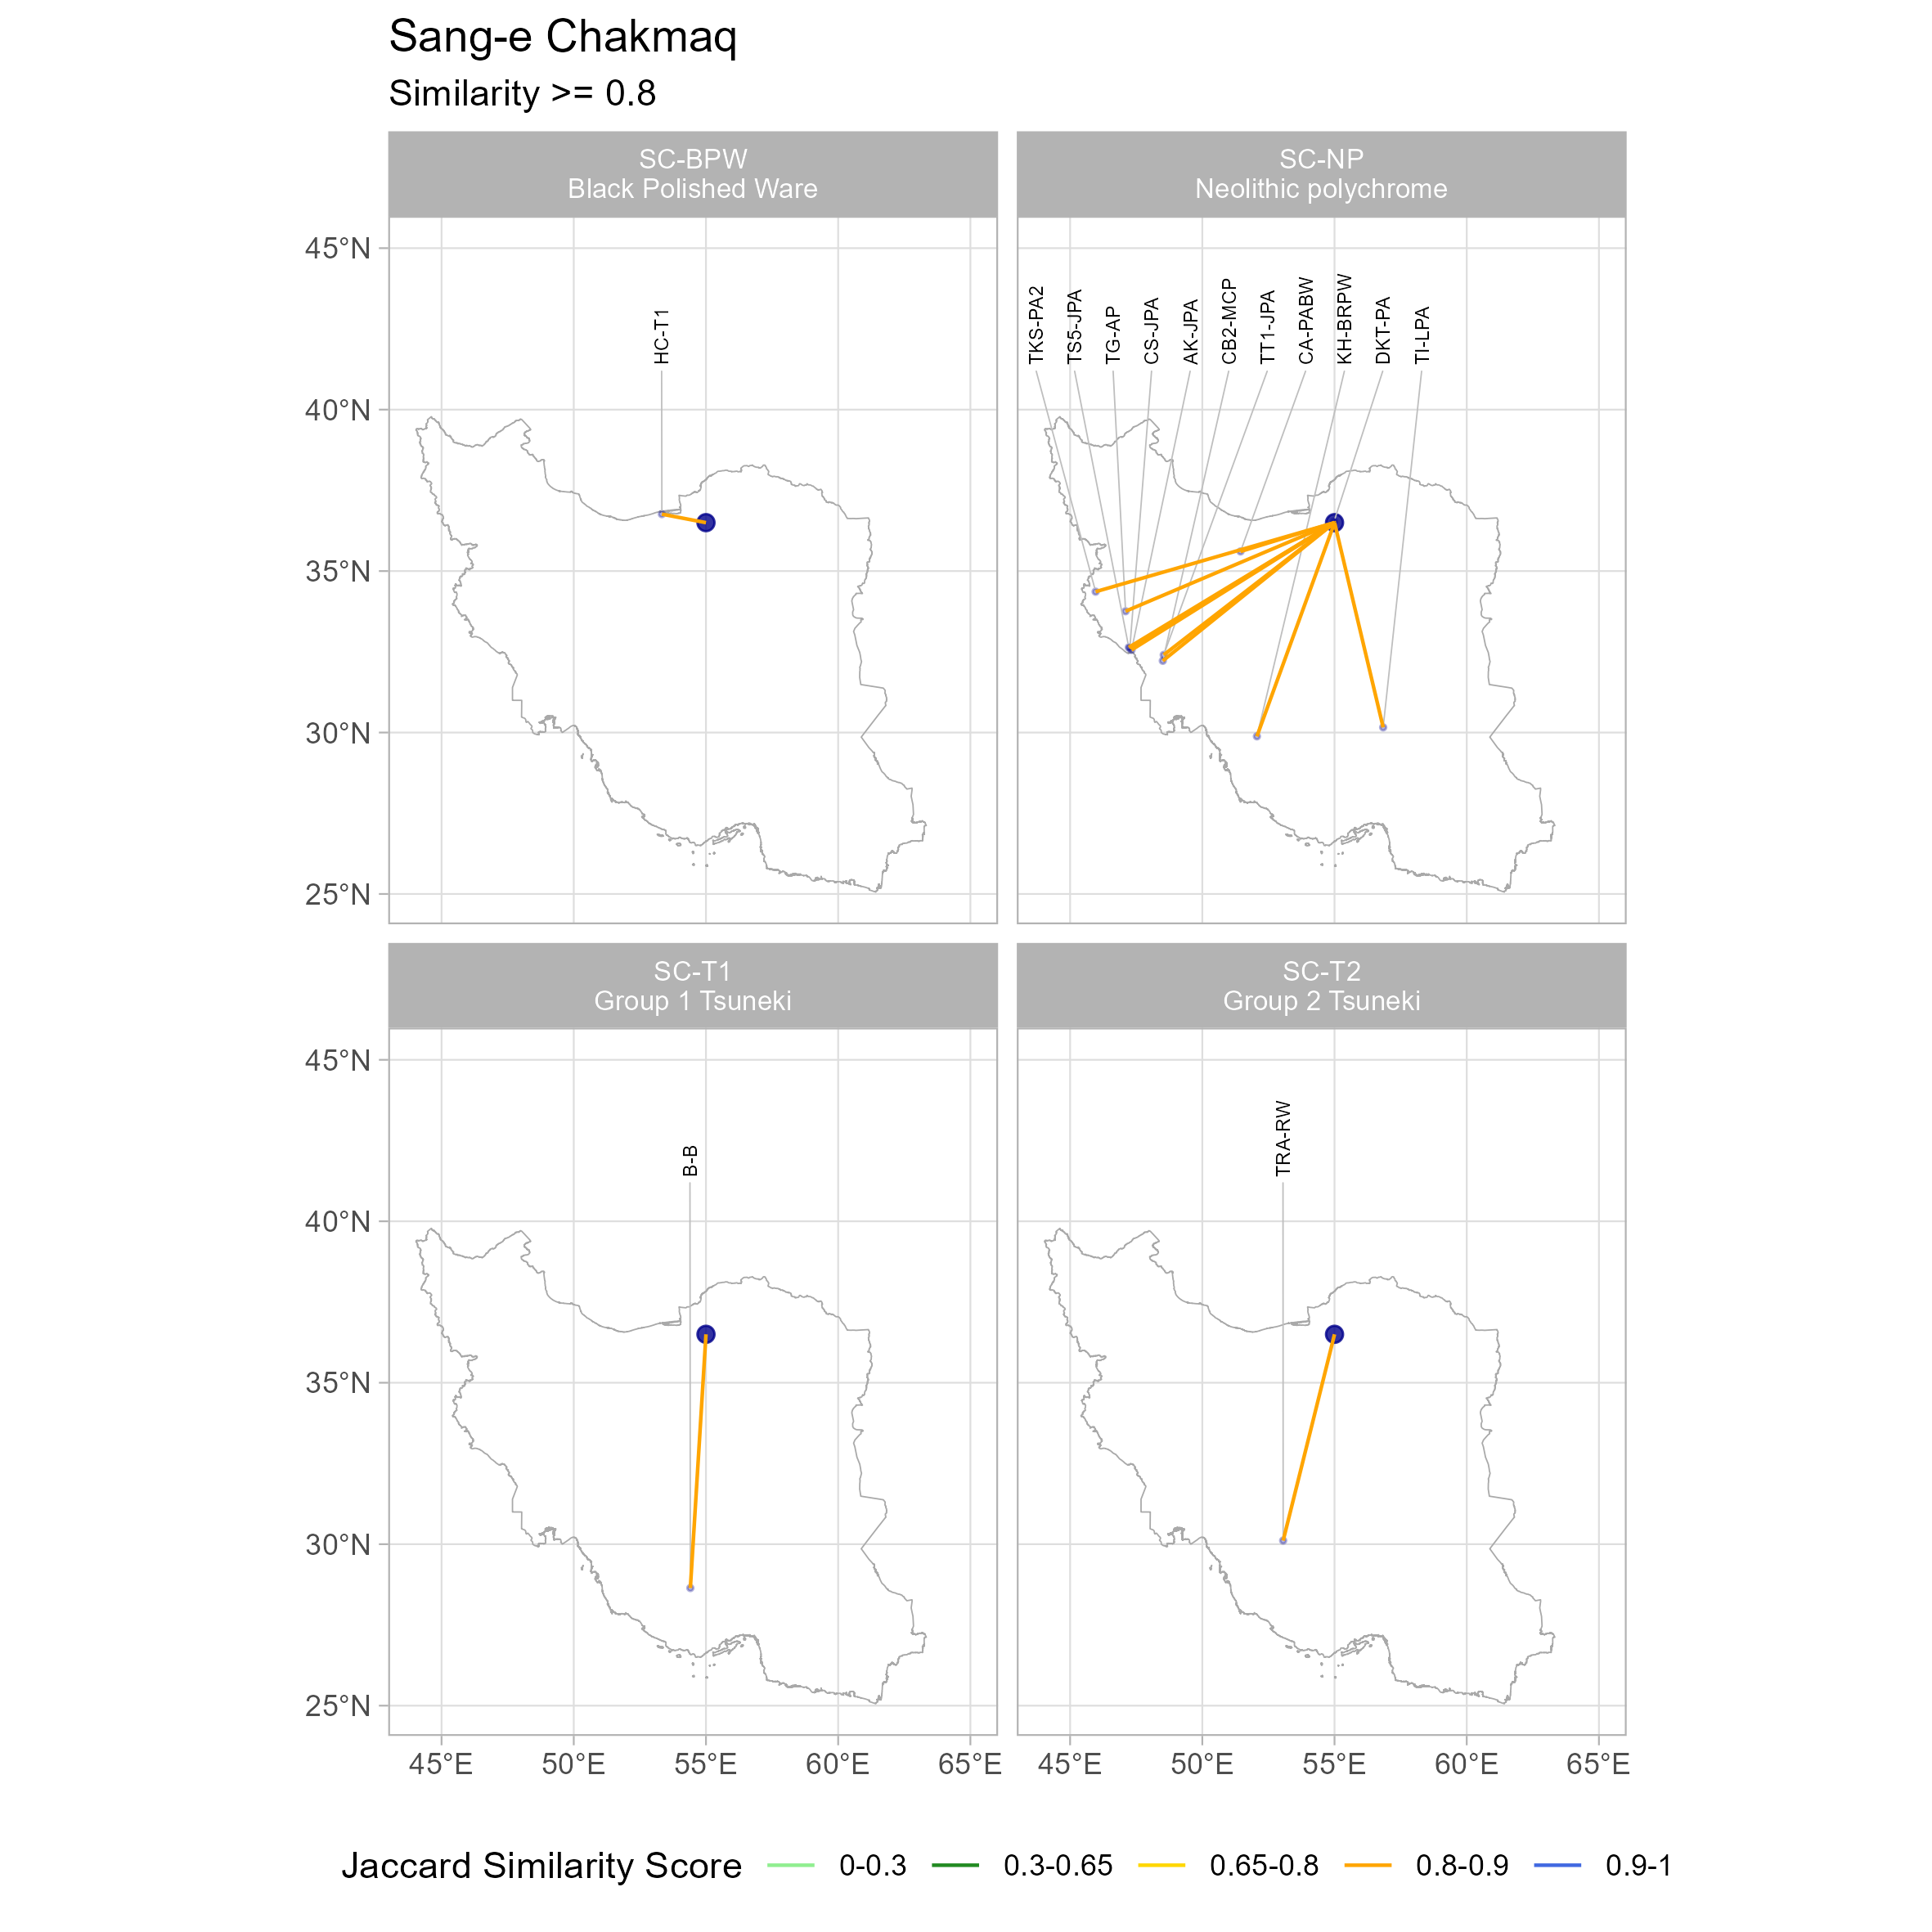 Sang-e Chakmaq
Similarity >= 0.8
SC-BPW
Black Polished Ware
SC-NP
Neolithic polychrome
45°N
40°N
35°N
30°N
25°N
HC-T1
TKS-PA2
TS5-JPA
TG-AP
CS-JPA
AK-JPA
CB2-MCP
TT1-JPA
CA-PABW
KH-BRPW
DKT-PA
TI-LPA
SC-T1
Group 1 Tsuneki
SC-T2
Group 2 Tsuneki
45°N
40°N
35°N
30°N
25°N
B-B
TRA-RW
45°E 50°E 55°E 60°E 65°E 45°E 50°E 55°E 60°E 65°E
Jaccard Similarity Score 0-0.3 0.3-0.65 0.65-0.8 0.8-0.9 0.9-1